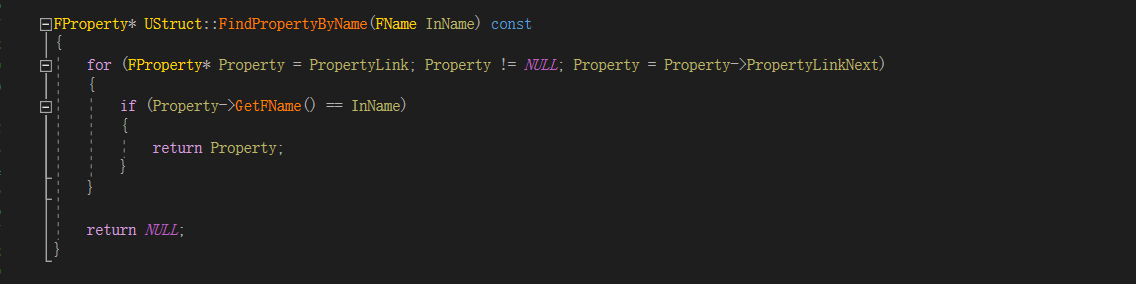 FProperty* UStruct::FindPropertyByName(FName InName) const
{
for (FProperty* Property = PropertyLink; Property != NULL; Property = Property->PropertyLinkNext)
{
if (Property->GetFName() == InName)
{
return Property;
}
}
return NULL;
}